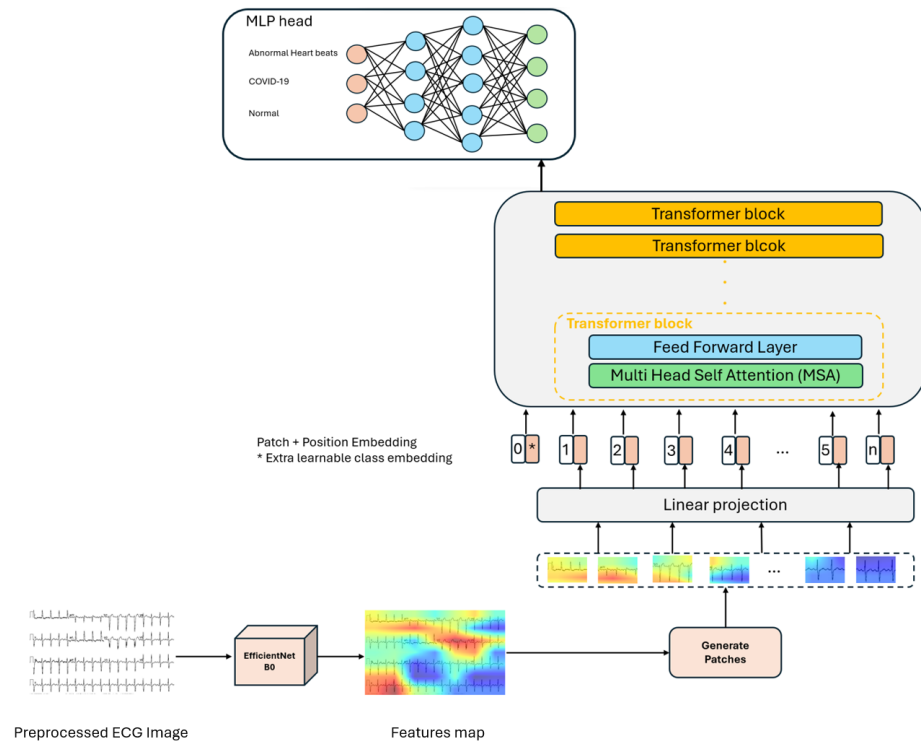 MLP head
Abnormal Heart beats
COVID-19
Normal
Transformer block
Transformer blcok
Transformer block
Feed Forward Layer
Multi Head Self Attention (MSA)
Patch + Position Embedding
* Extra learnable class embedding
0 * 1 2 3 4 ... 5 n
Linear projection
...
EfficientNet
B0
Generate
Patches
Preprocessed ECG Image
Features map